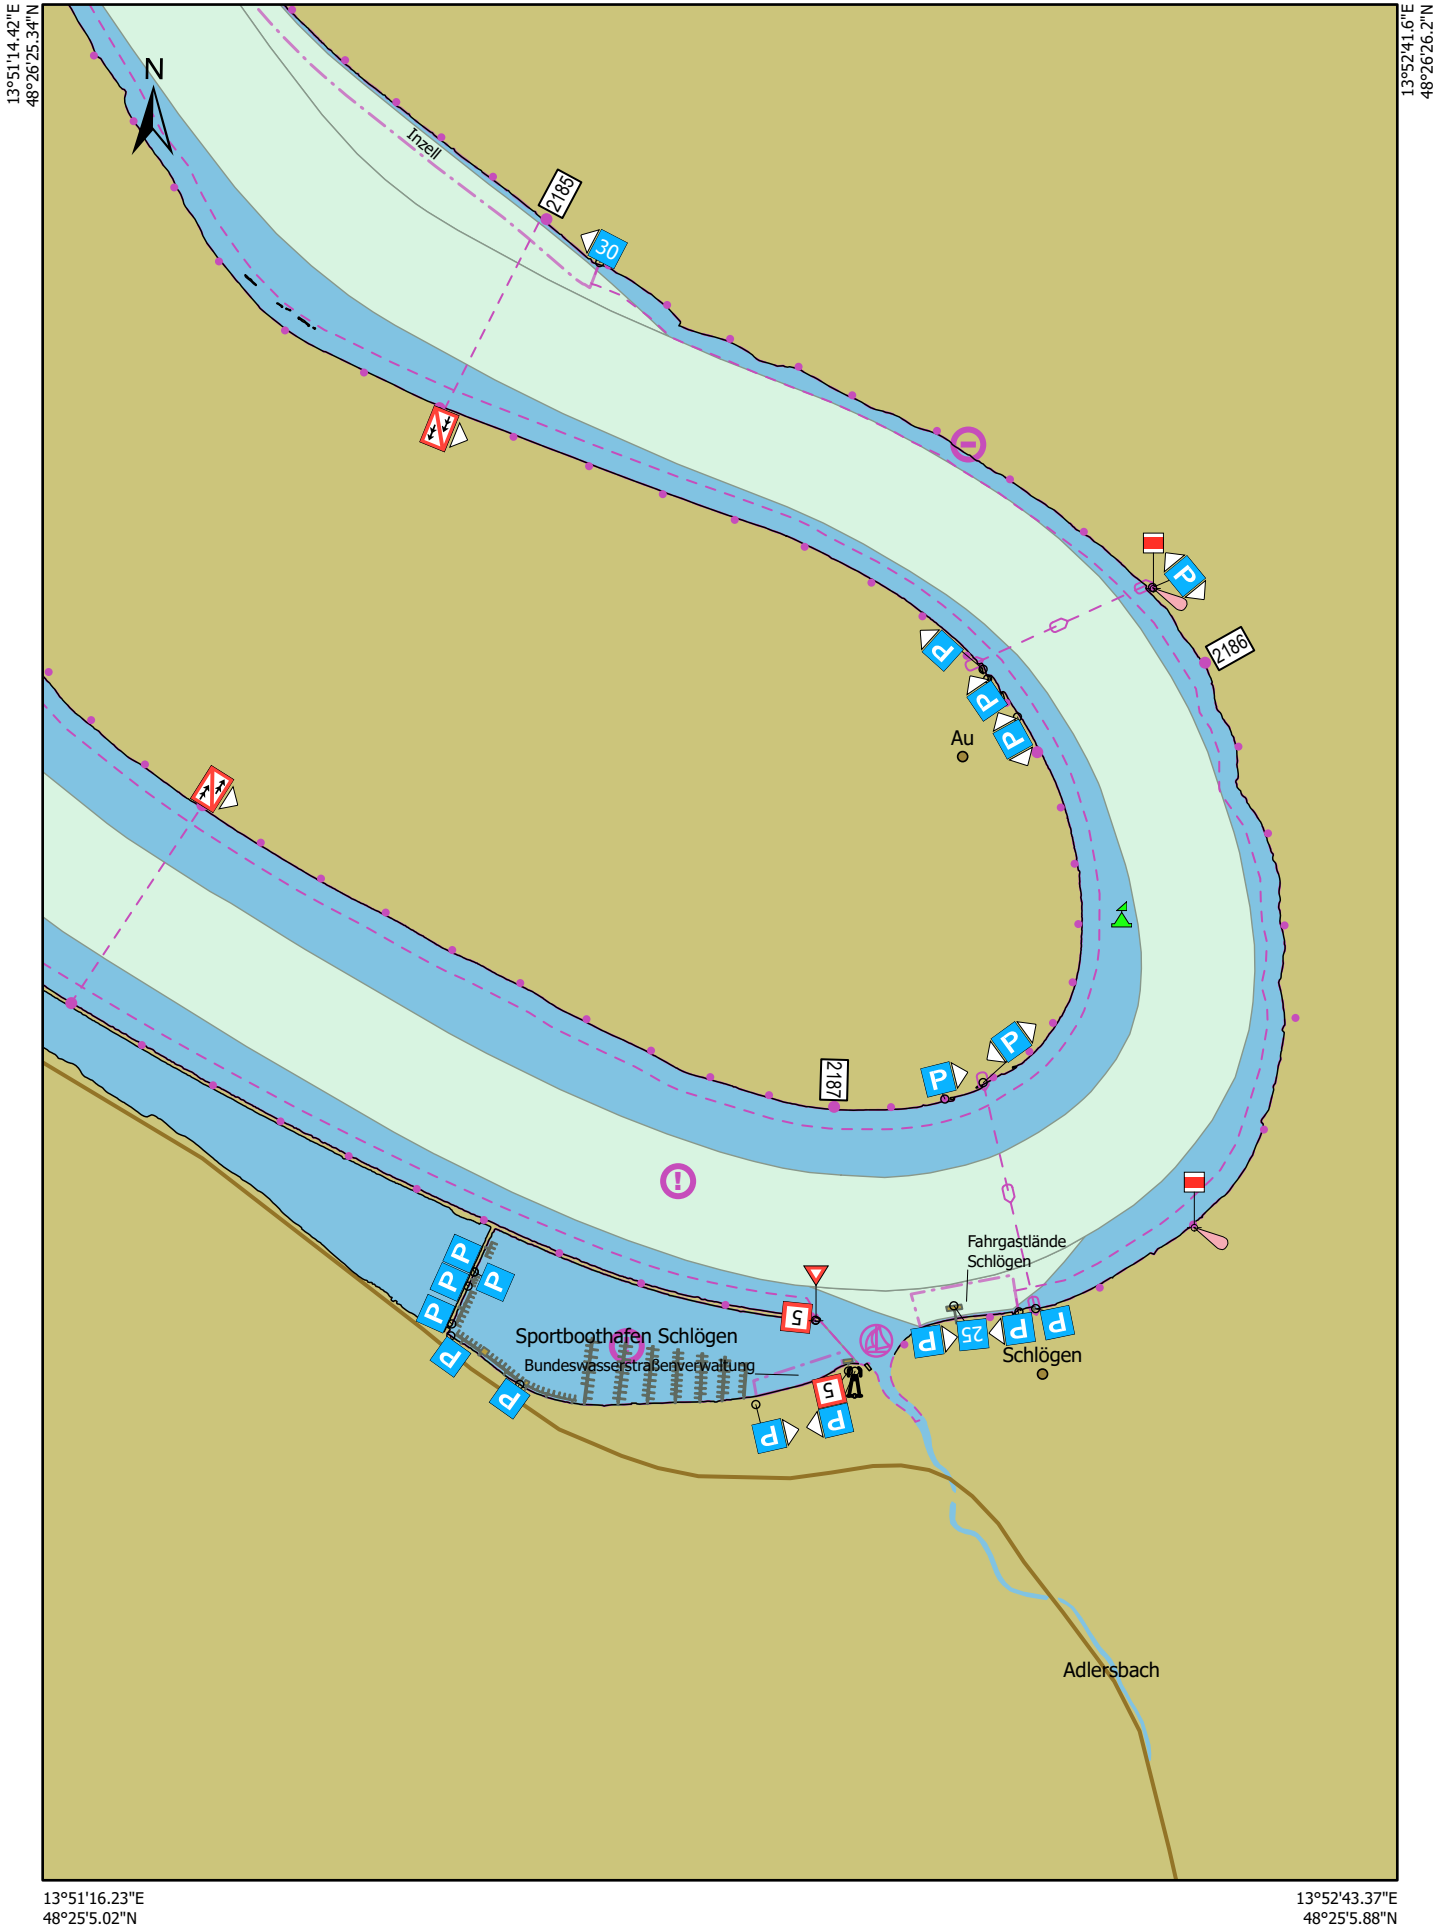 13°51'14.42"E
48°26'25.34"N
13°52'41.6"E
48°26'26.2"N
N
Inzell
2185
30
P
2186
P
P
P
Au
P
P
2187
!
Fahrgastlände
Schlögen
P
P
P
P
P
P
P
5
Sportboothafen Schlögen
Bundeswasserstraßenverwaltung
P
25
P
P
Schlögen
5
P
P
Adlersbach
13°51'16.23"E
48°25'5.02"N
13°52'43.37"E
48°25'5.88"N